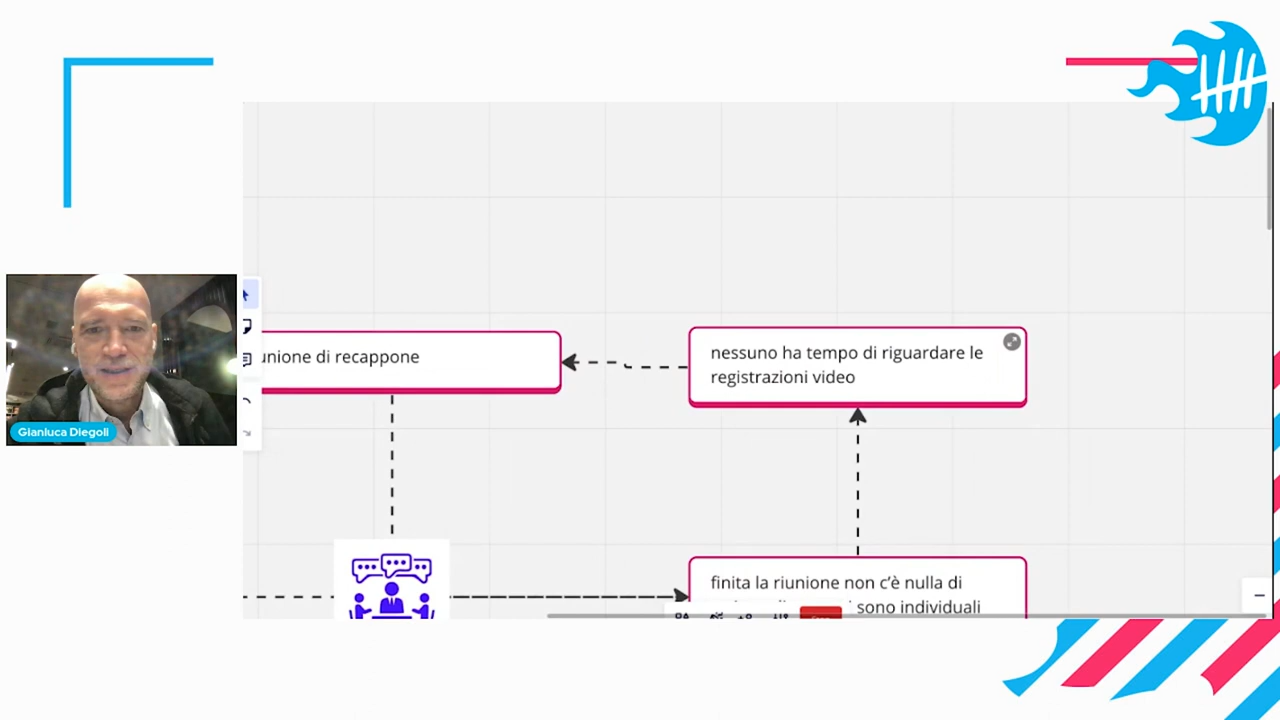 unione di recappone
nessuno ha tempo di riguardare le
registrazioni video
Gianluca Diegoli
finita la riunione non c'è nulla di
sono individuali